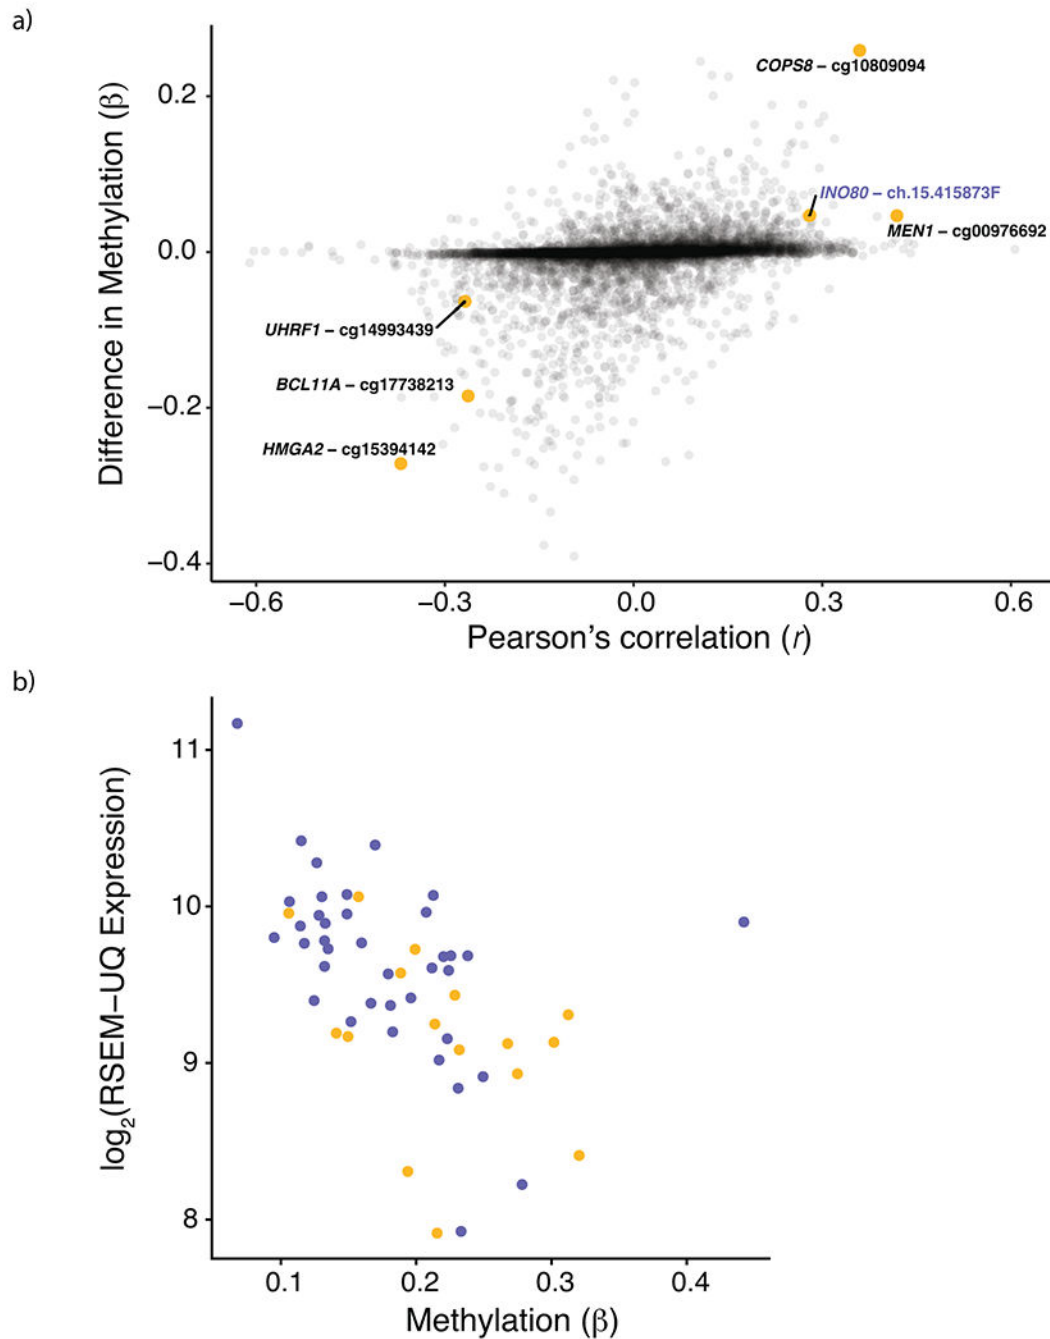 a)
Difference in Methylation (β)
0.2
0.0
−0.2
−0.4
COPS8 – cg10809094
INO80 – ch.15.415873F
MEN1 – cg00976692
UHRF1 – cg14993439
BCL11A – cg17738213
HMGA2 – cg15394142
−0.6 −0.3 0.0 0.3 0.6
Pearson's correlation (r)
b)
log2(RSEM−UQ Expression)
11
10
9
8
0.1 0.2 0.3 0.4
Methylation (β)